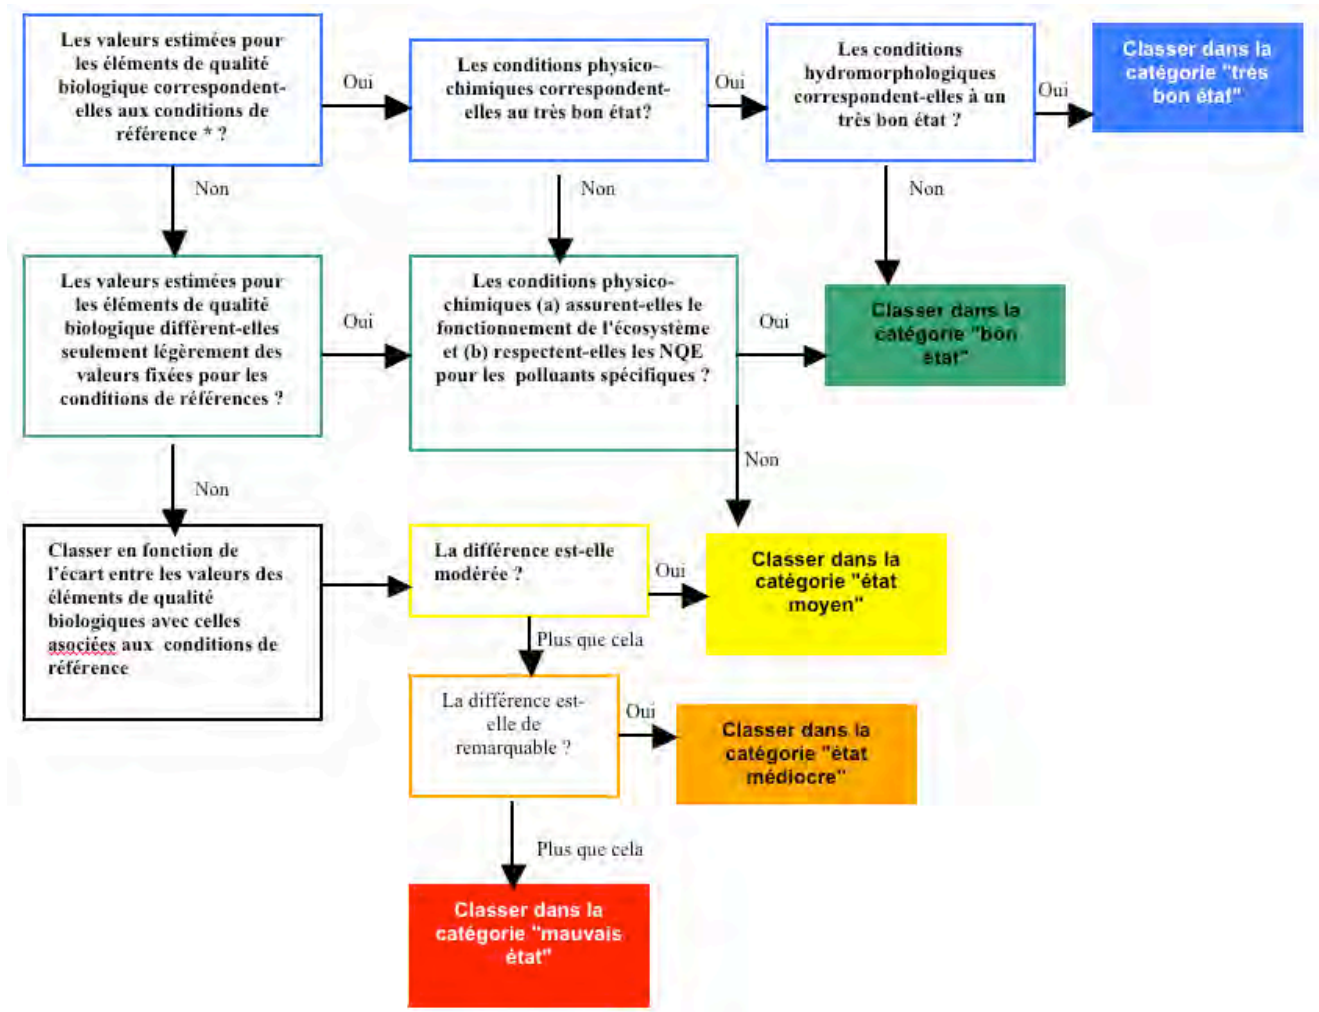 Les valeurs estimées pour
les éléments de qualité
biologique correspondent-
elles aux conditions de
référence * ?
Oui
Les conditions physico-
chimiques correspondent-
elles au très bon état?
Oui
Les conditions
hydromorphologiques
correspondent-elles à un
très bon état ?
Oui
Classer dans la
catégorie "très
bon état"
Non
Non
Non
Les valeurs estimées pour
les éléments de qualité
biologique diffèrent-elles
seulement légèrement des
valeurs fixées pour les
conditions de références ?
Oui
Les conditions physico-
chimiques (a) assurent-elles le
fonctionnement de l'écosystème
et (b) respectent-elles les NQE
pour les polluants spécifiques ?
Oui
Classer dans la
catégorie "bon
état"
Non
Non
Classer en fonction de
l'écart entre les valeurs des
éléments de qualité
biologiques avec celles
asociées aux conditions de
référence
La différence est-elle
modérée ?
Oui
Classer dans la
catégorie "état
moyen"
Plus que cela
La différence est-
elle de
remarquable ?
Oui
Classer dans la
catégorie "état
médiocre"
Plus que cela
Classer dans la
catégorie "mauvais
état"